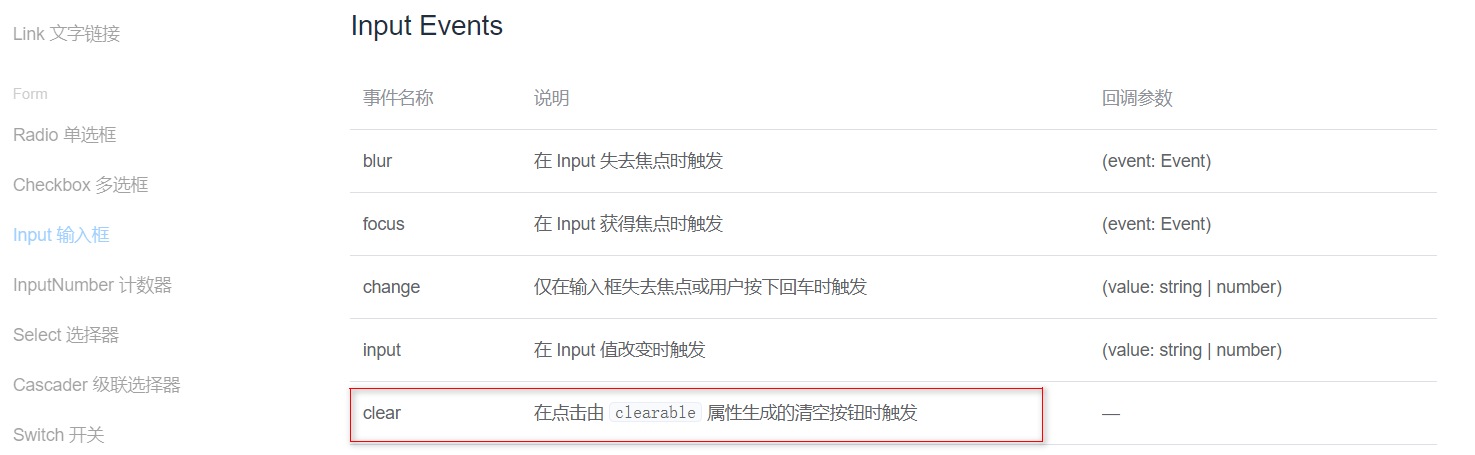 Link 文字链接
Form
Radio 单选框
Checkbox 多选框
Input 输入框
InputNumber 计数器
Select 选择器
Cascader 级联选择器
Switch 开关
Input Events
事件名称 说明 回调参数
blur 在 Input 失去焦点时触发 (event: Event)
focus 在 Input 获得焦点时触发 (event: Event)
change 仅在输入框失去焦点或用户按下回车时触发 (value: string | number)
input 在 Input 值改变时触发 (value: string | number)
clear 在点击由 clearable 属性生成的清空按钮时触发 —